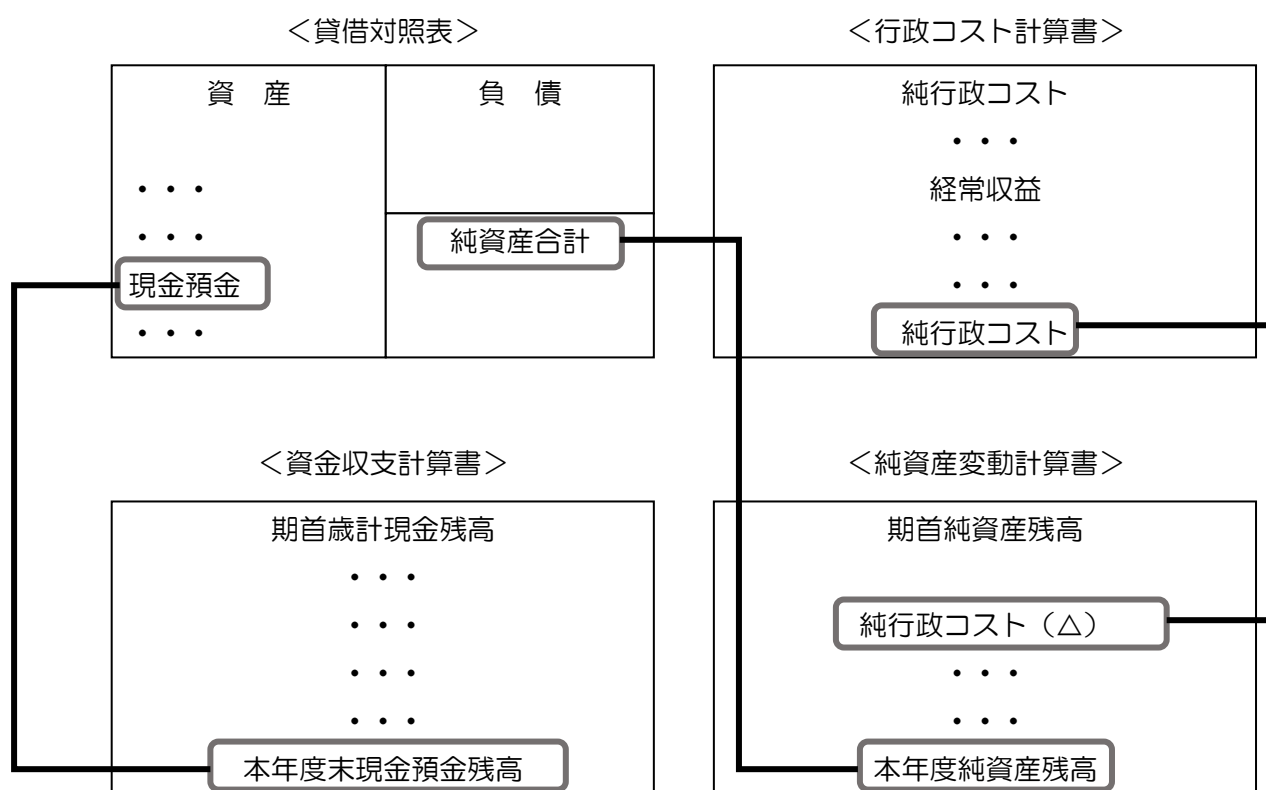 ＜貸借対照表＞
資　産
・・・
・・・
現金預金
・・・
負　債
純資産合計
＜行政コスト計算書＞
純行政コスト
・・・
経常収益
・・・
・・・
純行政コスト
＜資金収支計算書＞
期首歳計現金残高
・・・
・・・
・・・
・・・
本年度末現金預金残高
＜純資産変動計算書＞
期首純資産残高
純行政コスト（△）
・・・
・・・
本年度純資産残高